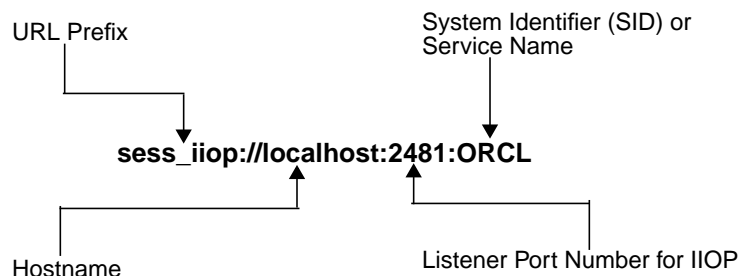 URL Prefix
System Identifier (SID) or
Service Name
sess_iiop://localhost:2481:ORCL
Hostname
Listener Port Number for IIOP